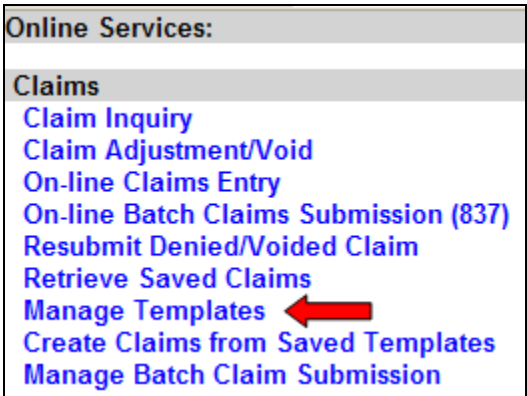 Online Services:
Claims
Claim Inquiry
Claim Adjustment/Void
On-line Claims Entry
On-line Batch Claims Submission (837)
Resubmit Denied/Voided Claim
Retrieve Saved Claims
Manage Templates
Create Claims from Saved Templates
Manage Batch Claim Submission